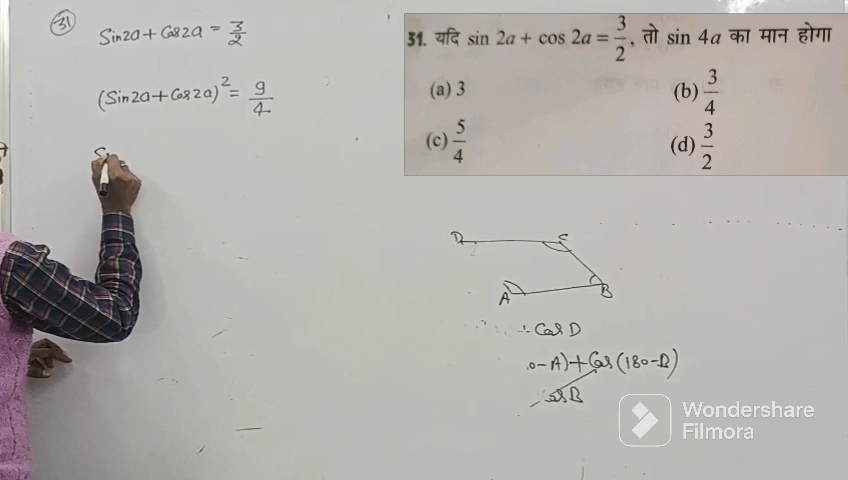 31
Sin2a + Cos2a = 3/2
(Sin2a + Cos2a)² = 9/4
S
31. यदि sin 2a + cos 2a = 3/2, तो sin 4a का मान होगा
(a) 3
(b) 3/4
(c) 5/4
(d) 3/2
D C
A B
Cos D
-A) + Cos (180-B)
osB
Wondershare
Filmora